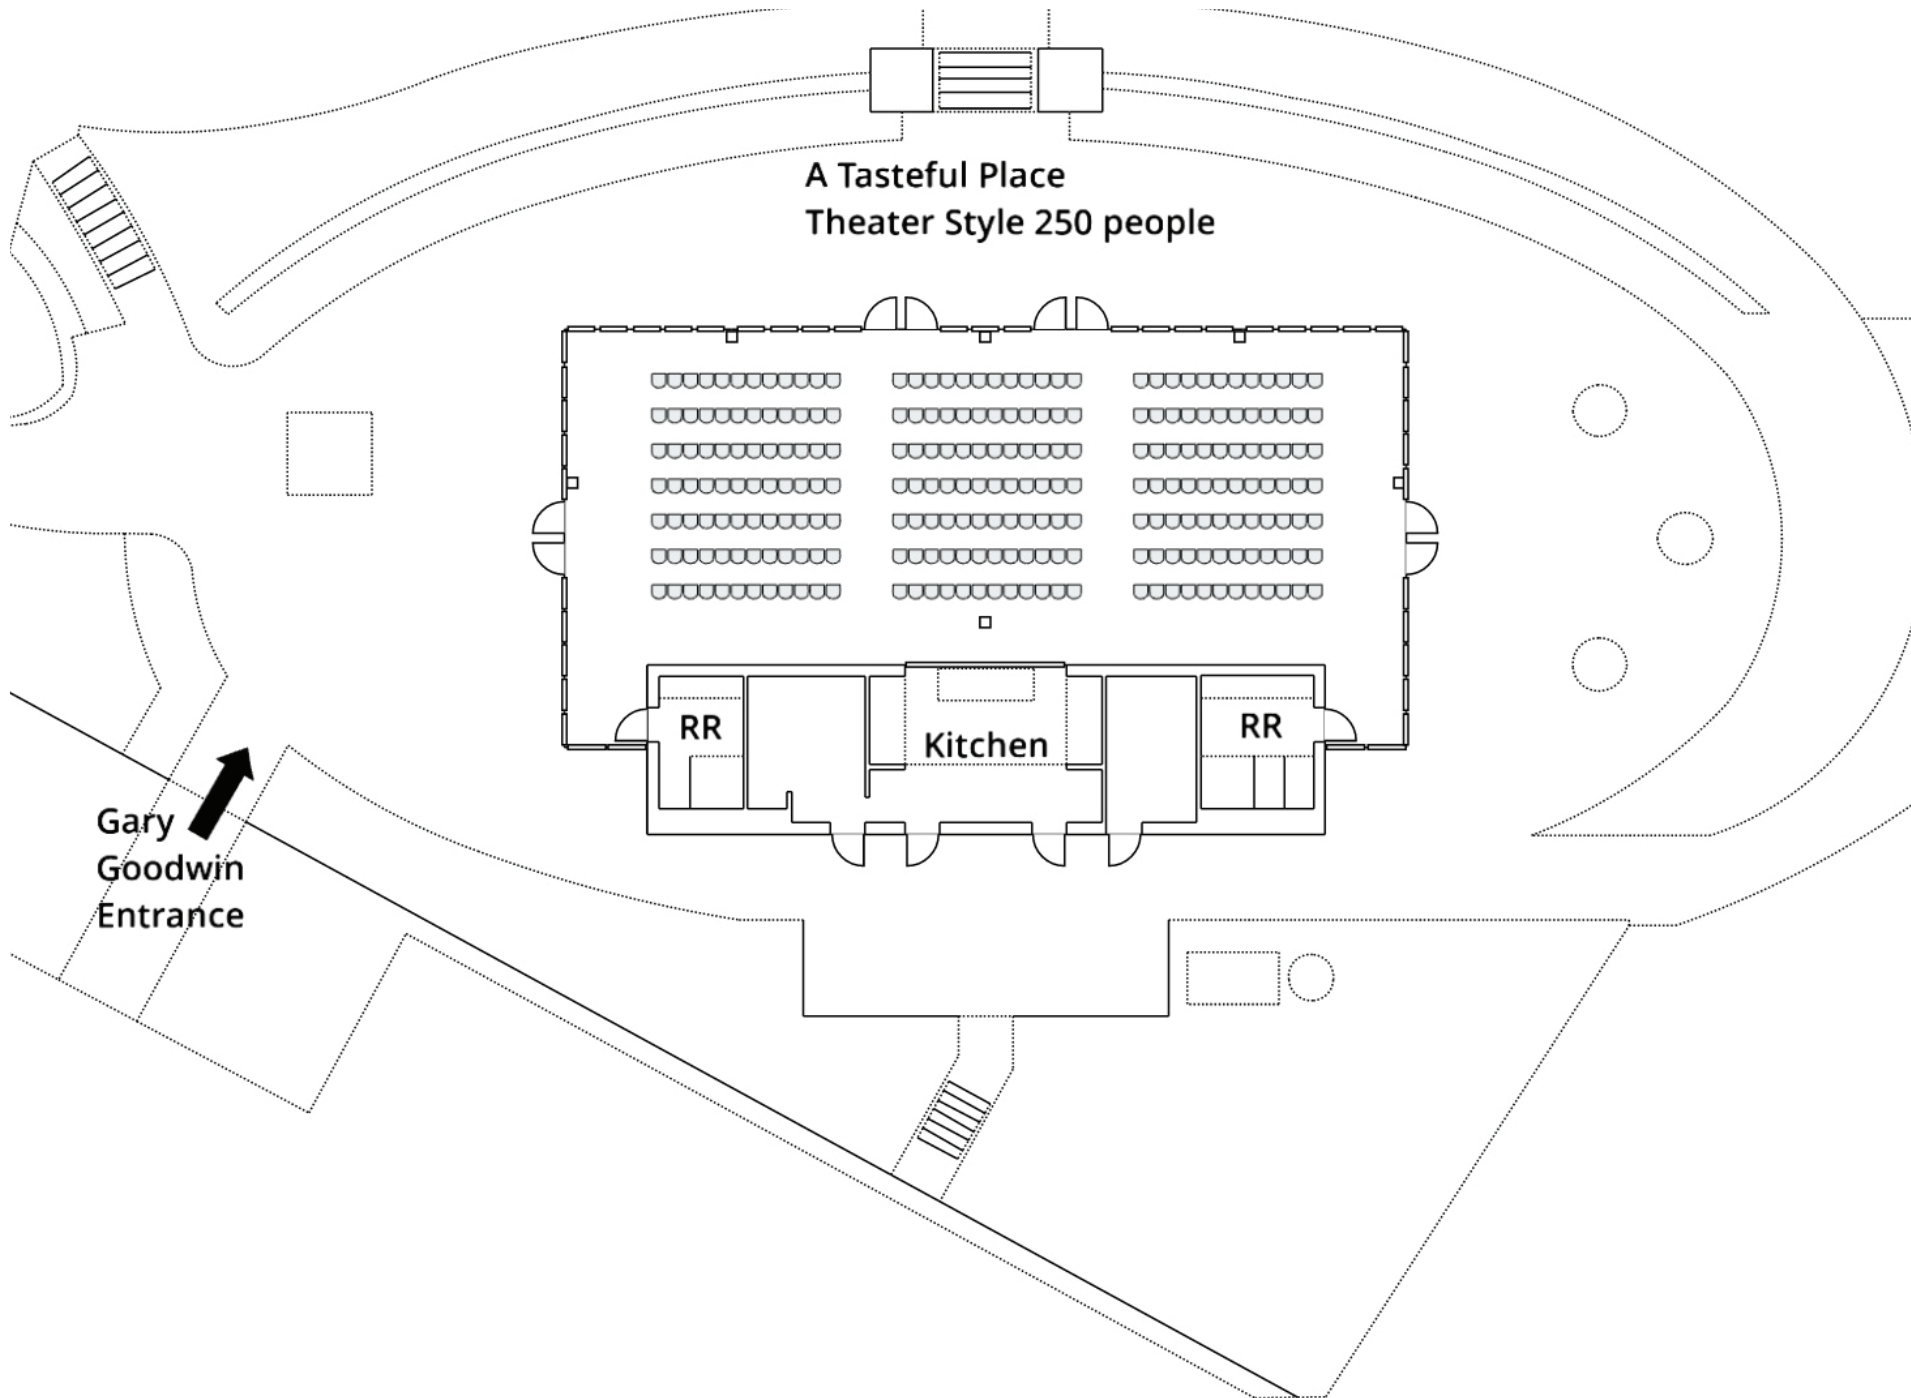 A Tasteful Place
Theater Style 250 people
RR
Kitchen
RR
Gary
Goodwin
Entrance